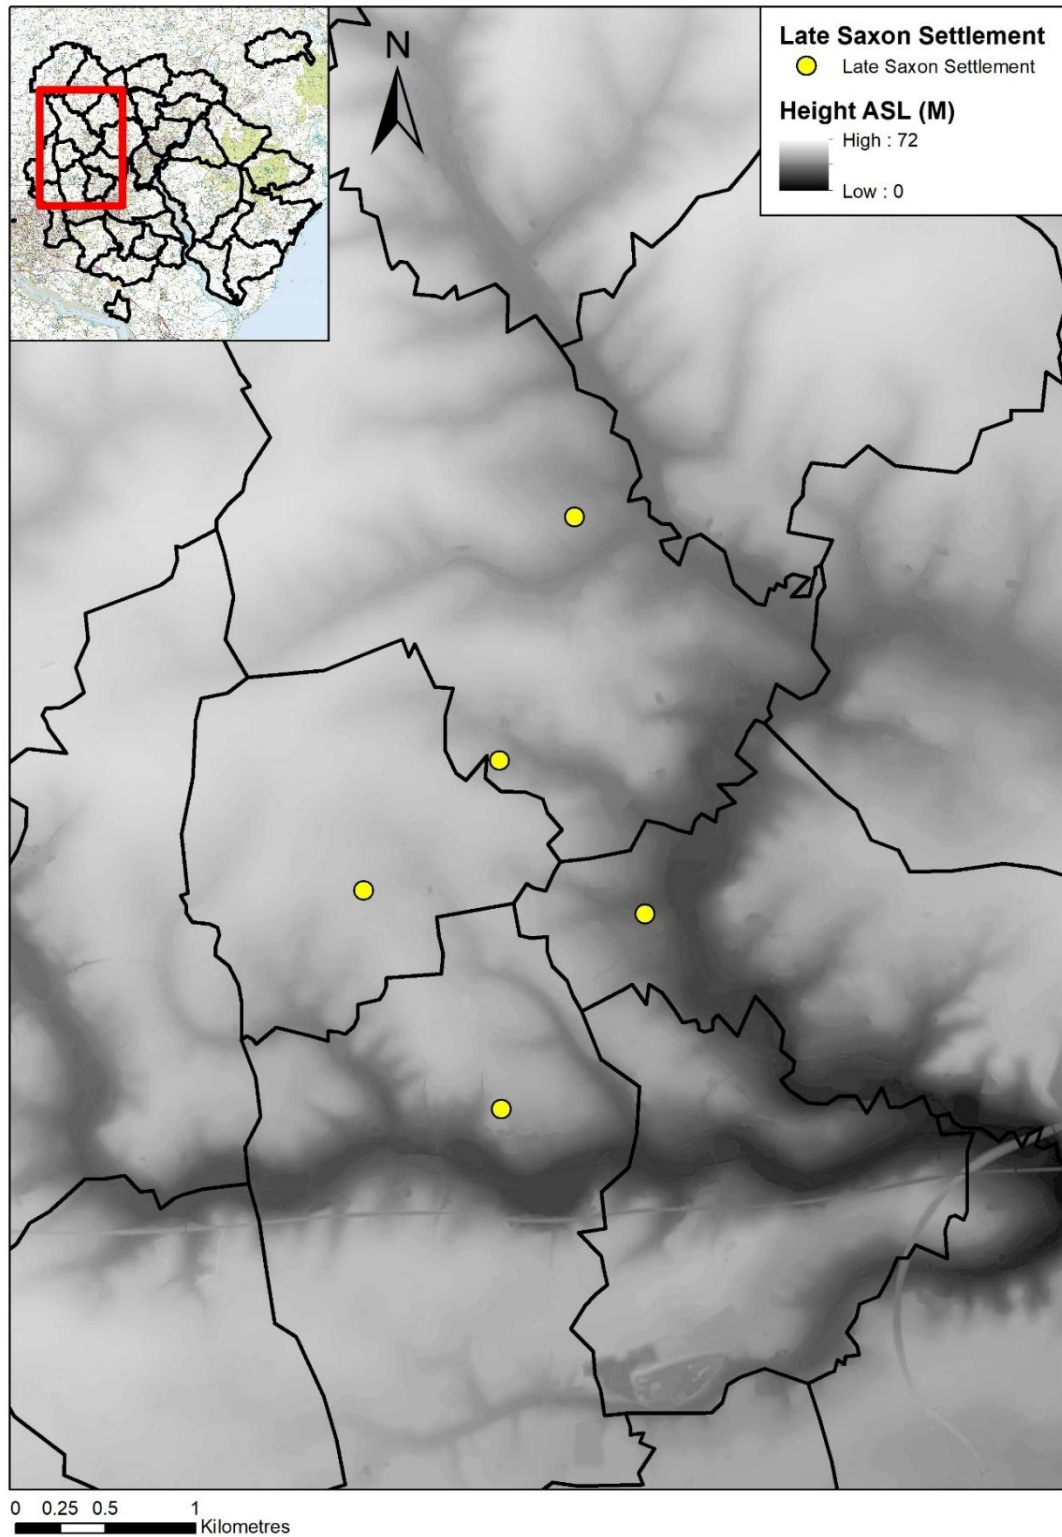 N
Late Saxon Settlement
Late Saxon Settlement
Height ASL (M)
High : 72
Low : 0
0 0.25 0.5 1
Kilometres